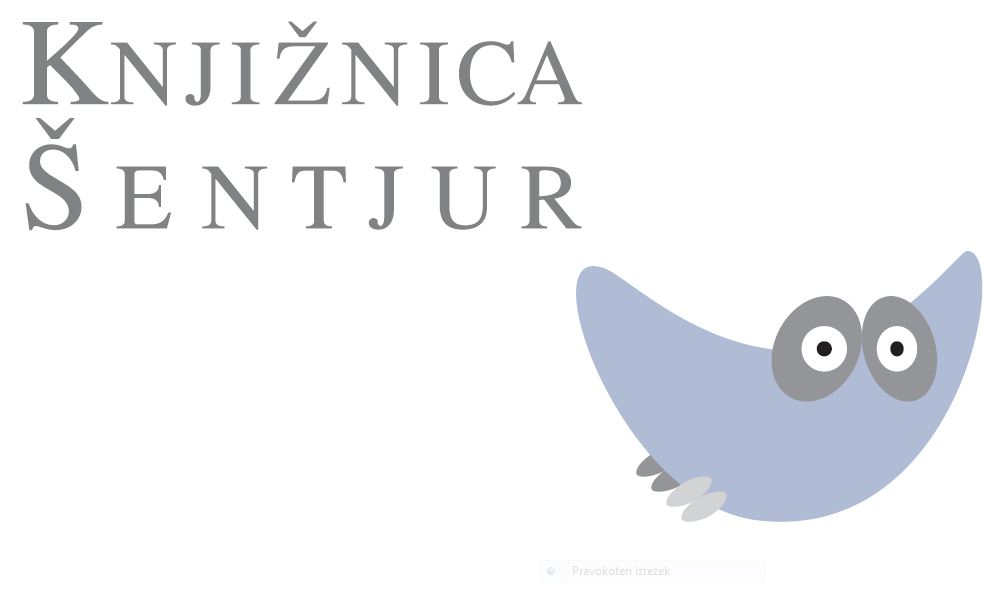 KNJIŽNICA
ŠENTJUR
Pravokoten izrezek